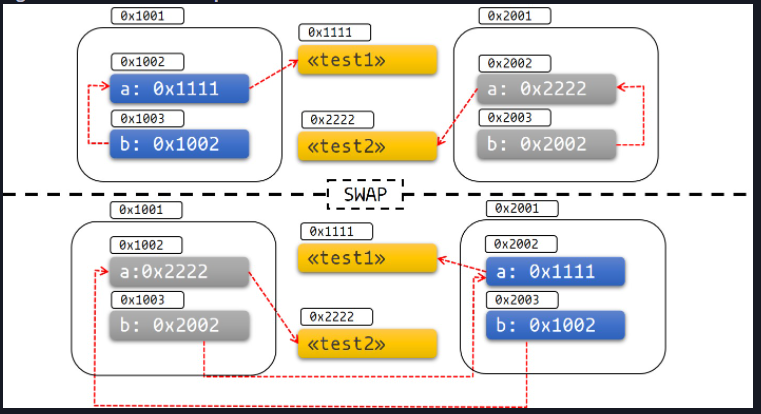 0x1001
0x1111
0x2001
0x1002
«test1»
0x2002
a: 0x1111
a: 0x2222
0x1003
0x2222
0x2003
b: 0x1002
«test2»
b: 0x2002
SWAP
0x1001
0x2001
0x1111
0x1002
0x2002
«test1»
a:0x2222
a: 0x1111
0x1003
0x2003
0x2222
b: 0x2002
b: 0x1002
«test2»